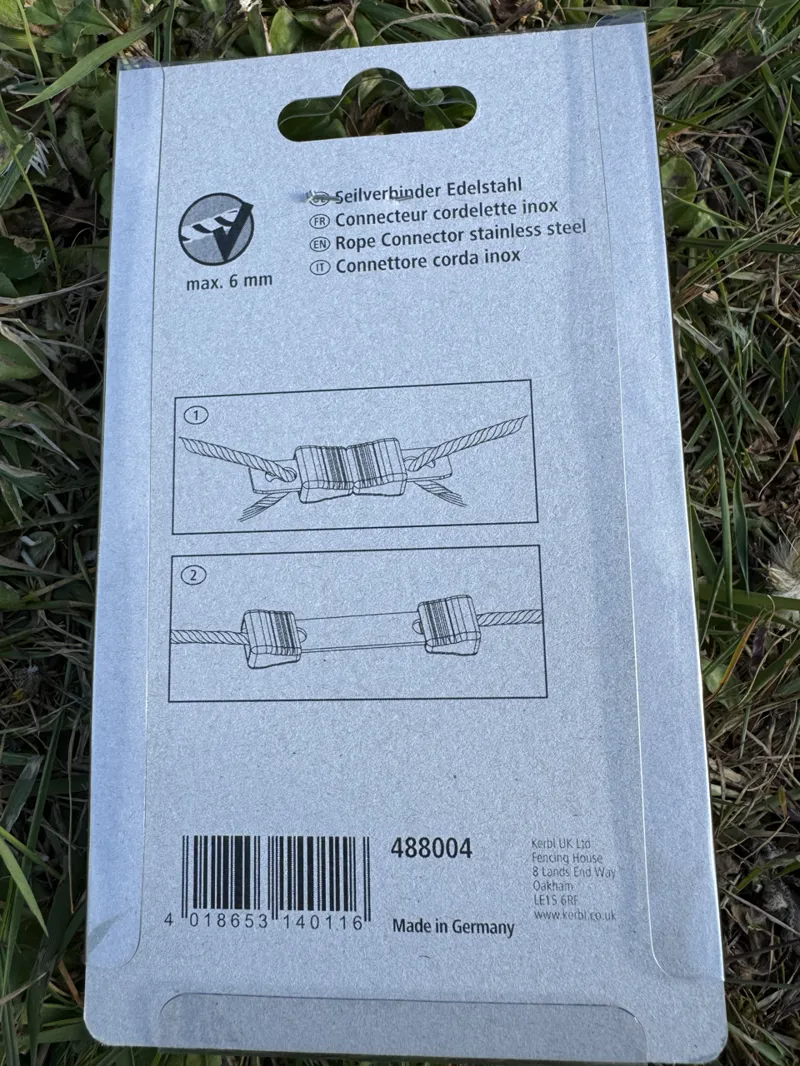 Seilverbinder Edelstahl
FR Connecteur cordelette inox
EN Rope Connector stainless steel
IT Connettore corda inox
max. 6 mm
1
2
4 018653 140116
488004
Made in Germany
Kerbl UK Ltd
Fencing House
8 Lands End Way
Oakham
LE15 6RF
www.kerbl.co.uk